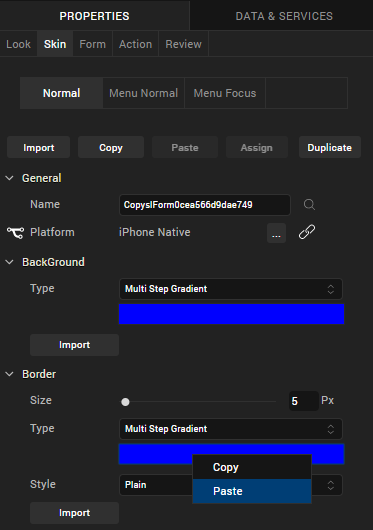 PROPERTIES DATA & SERVICES
Look Skin Form Action Review
Normal Menu Normal Menu Focus
Import Copy Paste Assign Duplicate
General
Name CopyslForm0cea566d9dae749
Platform iPhone Native ...
BackGround
Type Multi Step Gradient
Import
Border
Size 5 Px
Type Multi Step Gradient
Copy
Style Plain Paste
Import